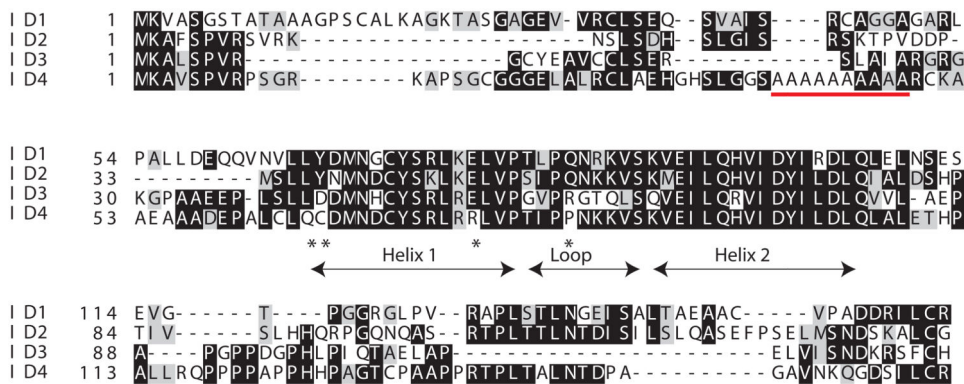 ID1 1 MKVASGSTATAAAGPSCALKAGKTASGAGEV-VRCLSEQ--SVAIS----RCAGGAGARL
ID2 1 MKAFSPVRSVRK---------------------NSLSDH--SLGIS----RSKTPVDDP-
ID3 1 MKALSPVR-------------------GCYEAVCCLSER------------SLAIARGRG
ID4 1 MKAVSPVRPSGR--------KAPSGCGGGELALRCLAEHGHSLGGSAAAAAAAAAARCKA
ID1 54 PALLDEQQVNVLLYDMNGCYSRLKELVPTLPQNRKVSKVEILQHVIDYIRDLQLELNSES
ID2 33 ---------MSLLYNMNDCYSKLKELVPSIPQNKKVSKMEILQHVIDYILDLQLALDSHP
ID3 30 KGPAAEEP-LSLLDDMNHCYSRLRELVPGVPRGTQLSQVEILQRVIDYILDLQVVL-AEP
ID4 53 AEAAADEPALCLQCDMNDCYSRLRRLVPTIPPNKKVSKVEILQHVIDYILDLQLALETHP
** * *
Helix 1 Loop Helix 2
ID1 114 EVG------T----PGGRGLPV--RAPLSTLNGEISALTAEAAC-----VPADDRILCR
ID2 84 TIV------SLHHQRPGQNQAS--RTPLTTLNTDISILSLQASEFPSELMSNDSKALCG
ID3 88 A----PGPPDGPHLPIQTAELAP-----------------------ELVISNDKRSFCH
ID4 113 ALLRQPPPPAPPHHPAGTCPAAPPRTPLTALNTDPA----------GAVNKQGDSILCR